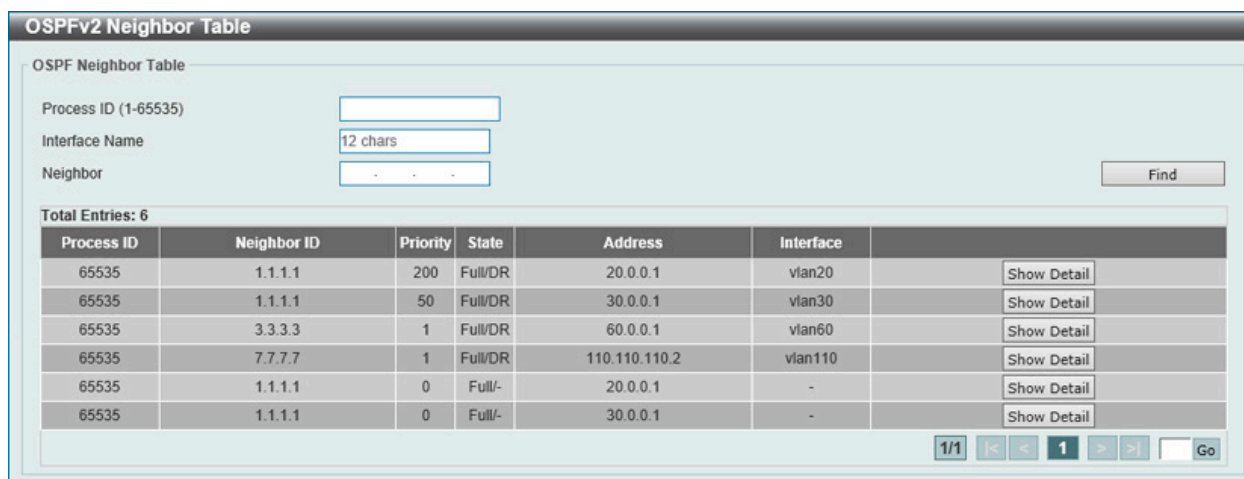 OSPFv2 Neighbor Table
OSPF Neighbor Table
Process ID (1-65535)
Interface Name 12 chars
Neighbor . . . Find
Total Entries: 6
Process ID Neighbor ID Priority State Address Interface
65535 1.1.1.1 200 Full/DR 20.0.0.1 vlan20 Show Detail
65535 1.1.1.1 50 Full/DR 30.0.0.1 vlan30 Show Detail
65535 3.3.3.3 1 Full/DR 60.0.0.1 vlan60 Show Detail
65535 7.7.7.7 1 Full/DR 110.110.110.2 vlan110 Show Detail
65535 1.1.1.1 0 Full/- 20.0.0.1 - Show Detail
65535 1.1.1.1 0 Full/- 30.0.0.1 - Show Detail
1/1 |< < 1 > >| Go